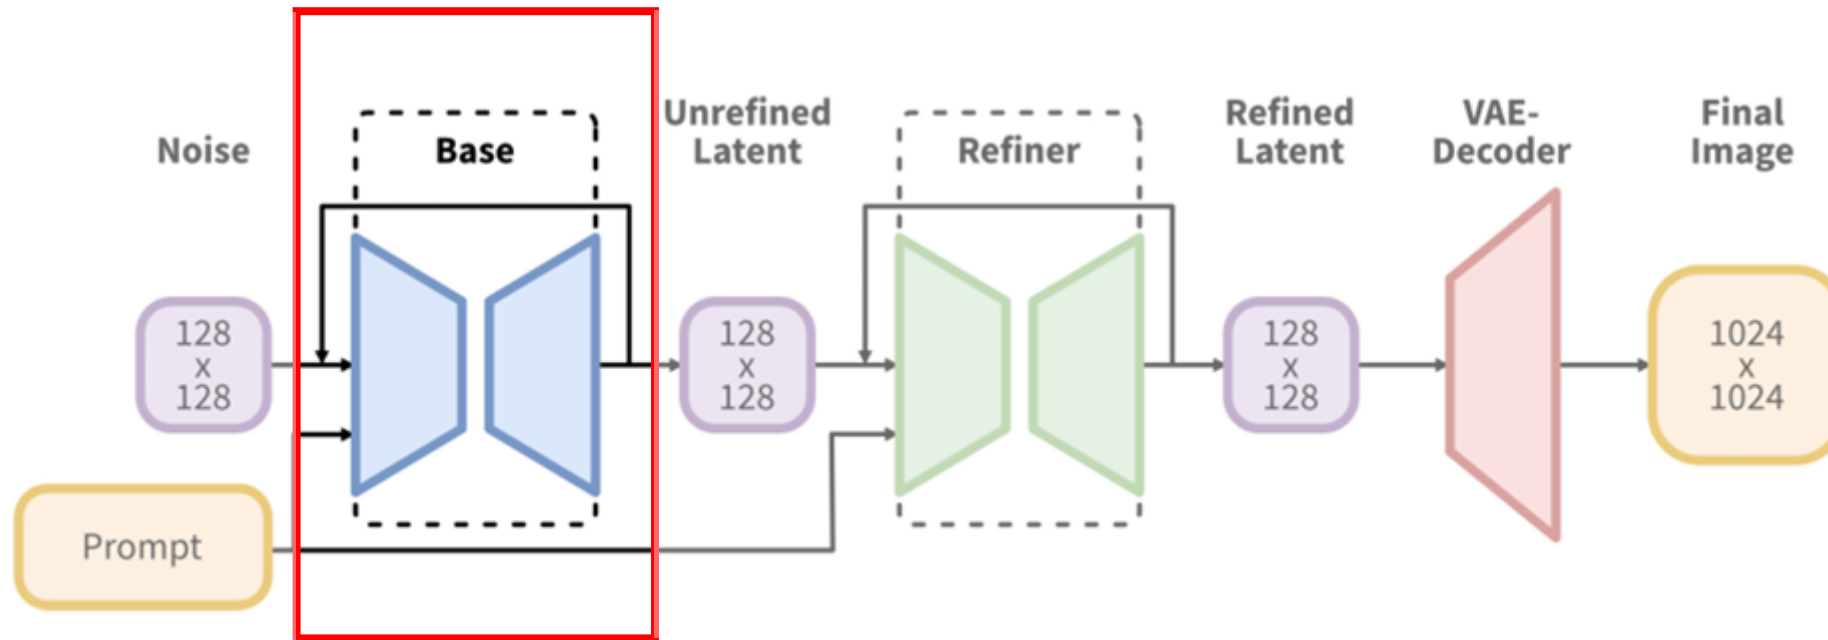 Noise
Base
Unrefined
Latent
Refiner
Refined
Latent
VAE-
Decoder
Final
Image
128
x
128
128
x
128
128
x
128
1024
x
1024
Prompt